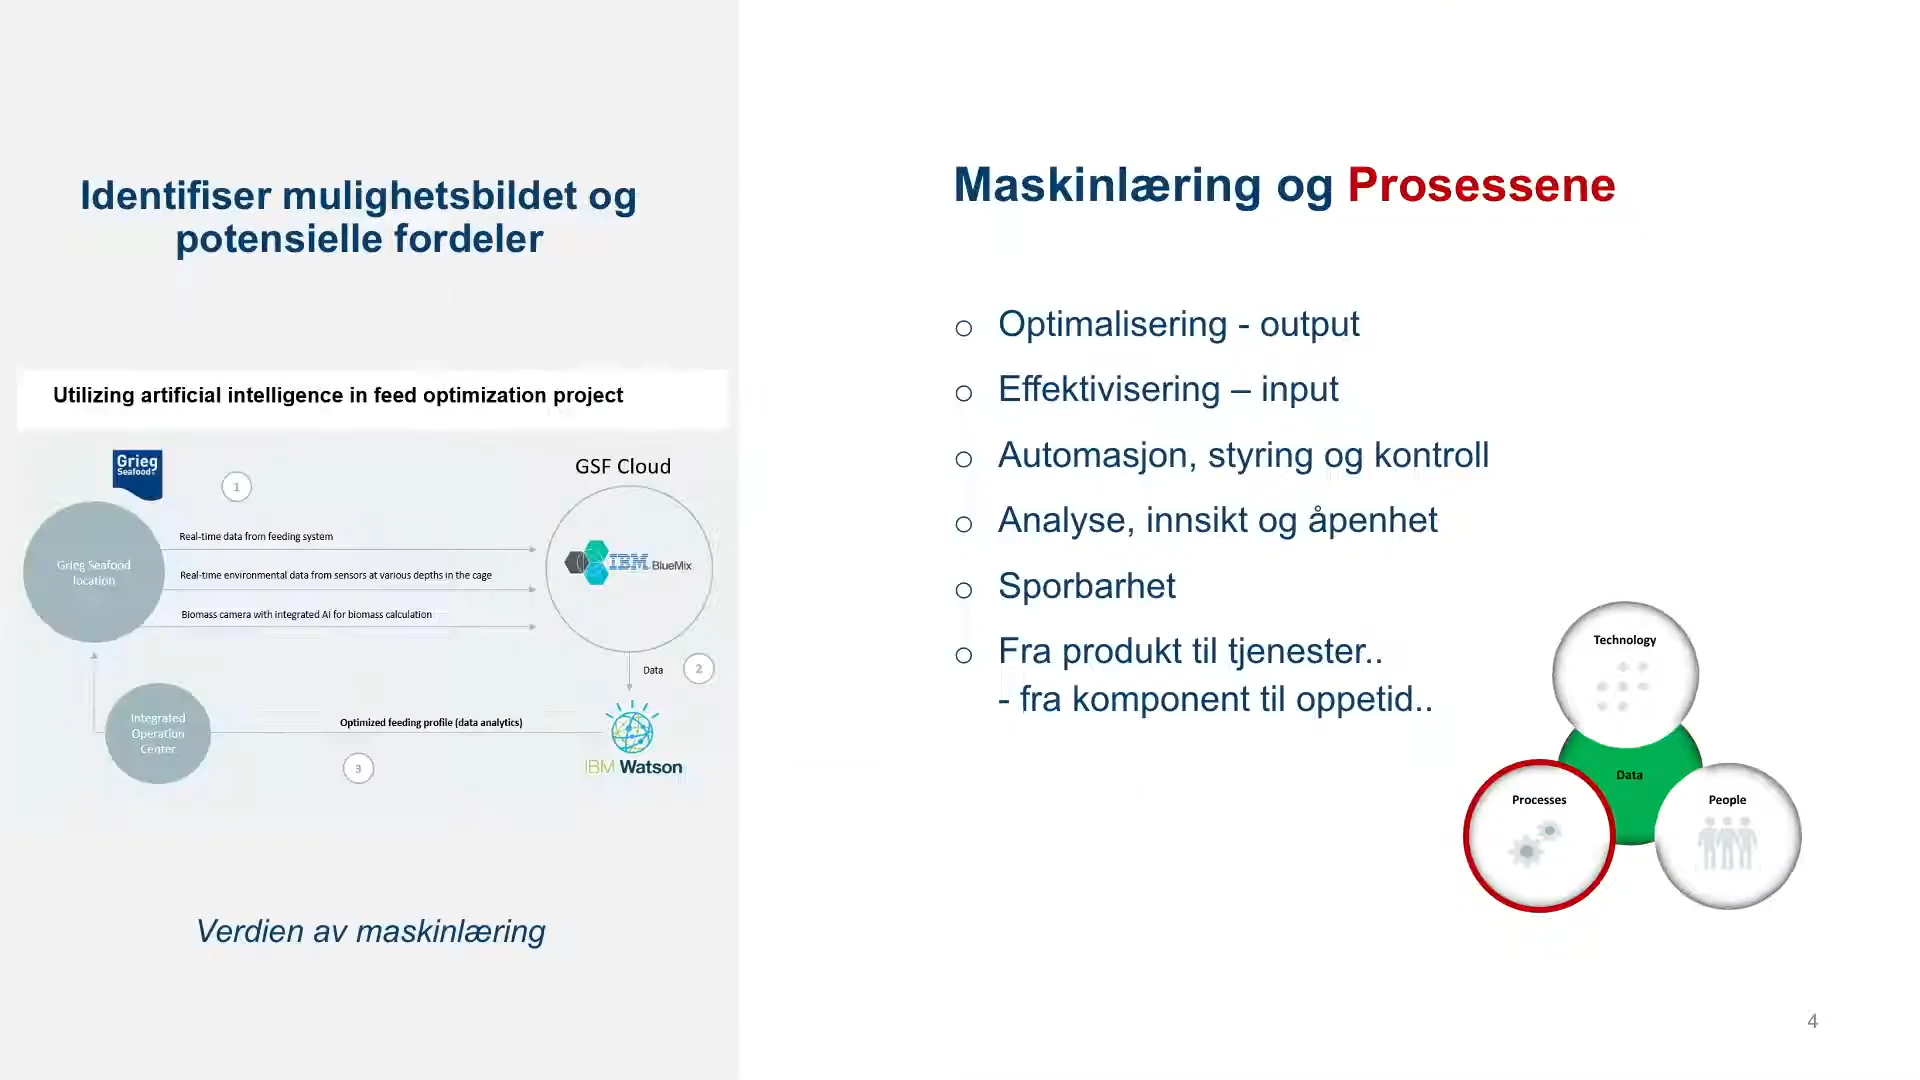 Identifiser mulighetsbildet og
potensielle fordeler
Utilizing artificial intelligence in feed optimization project
Grieg
Seafood
1
GSF Cloud
Real-time data from feeding system
Grieg Seafood
location
IBM BlueMix
Real-time environmental data from sensors at various depths in the cage
Biomass camera with integrated AI for biomass calculation
Data
2
Integrated
Operation
Center
Optimized feeding profile (data analytics)
IBM Watson
3
Verdien av maskinlæring
Maskinlæring og Prosessene
o Optimalisering - output
o Effektivisering – input
o Automasjon, styring og kontroll
o Analyse, innsikt og åpenhet
o Sporbarhet
o Fra produkt til tjenester..
- fra komponent til oppetid..
Technology
Data
Processes
People
4